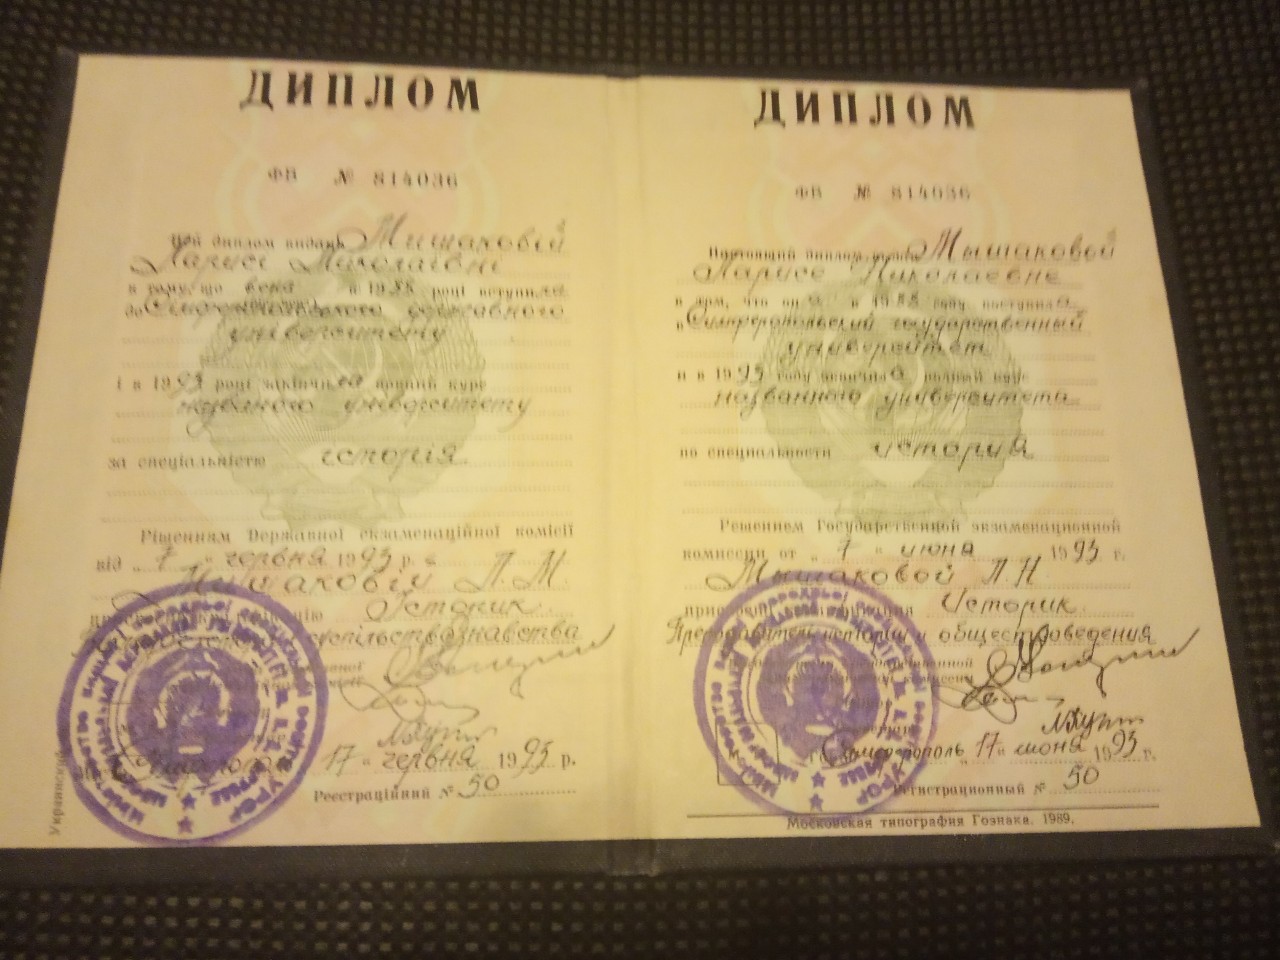 ДИПЛОМ
ФВ № 814036
Цей диплом видано Мишаковій
Ларисі Миколаївні
в тому, що вона в 1988 році вступила
до Сімферопольського державного
університету
і в 1993 році закінчила повний курс
названого університету
за спеціальністю історія
Рішенням Державної екзаменаційної комісії
від „ 7 " червня 1993 р.
Мишаковій Л. М.
Історик
суспільствознавства
17 " червня 1993 р.
Реєстраційний № 50
Украинский
ДИПЛОМ
ФВ № 814036
Настоящий диплом выдан Мышаковой
Ларисе Николаевне
в том, что она в 1988 году поступила
в Симферопольский государственный
университет
и в 1993 году окончила полный курс
названного университета
по специальности история
Решением Государственной экзаменационной
комиссии от „ 7 " июня 1993 г.
Мышаковой Л. Н.
присвоена квалификация Историк.
Преподаватель истории и обществоведения
Симферополь 17 " июня 1993 г.
Регистрационный № 50
Московская типография Гознака. 1989.